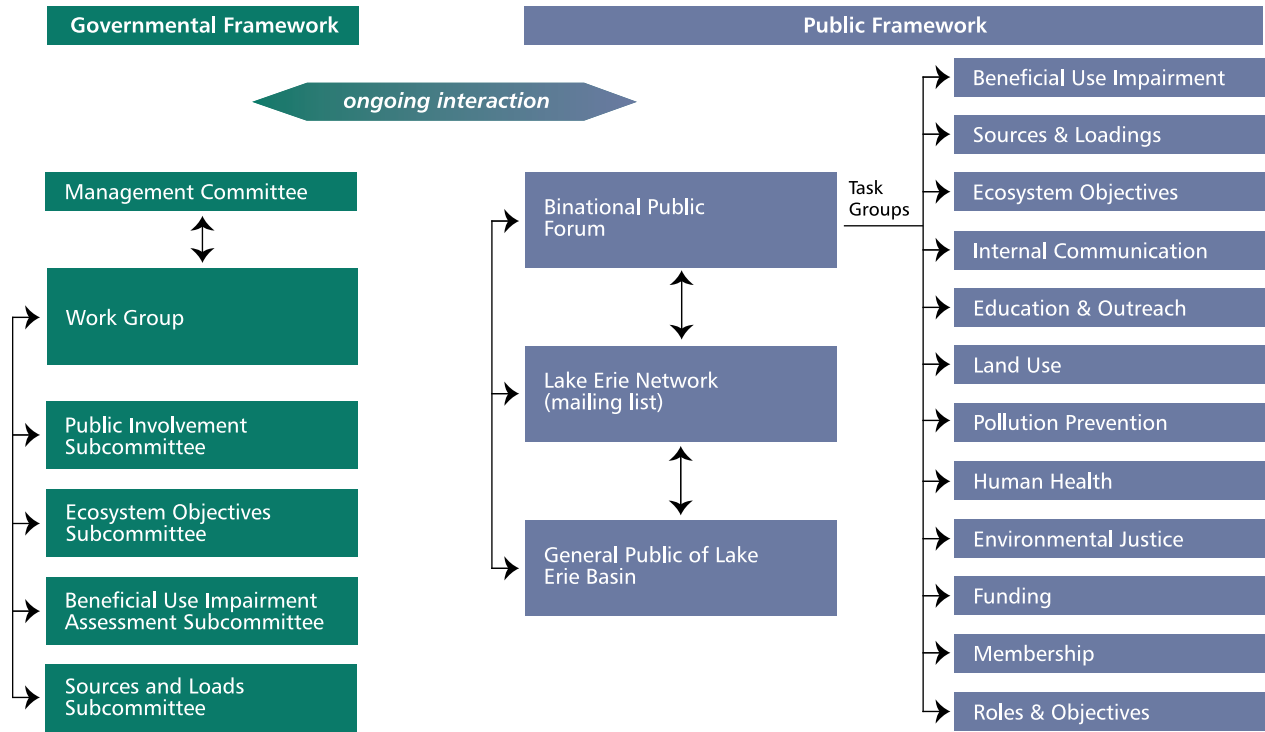 Governmental Framework
Public Framework
ongoing interaction
Management Committee
Work Group
Public Involvement
Subcommittee
Ecosystem Objectives
Subcommittee
Beneficial Use Impairment
Assessment Subcommittee
Sources and Loads
Subcommittee
Binational Public
Forum
Lake Erie Network
(mailing list)
General Public of Lake
Erie Basin
Task
Groups
Beneficial Use Impairment
Sources & Loadings
Ecosystem Objectives
Internal Communication
Education & Outreach
Land Use
Pollution Prevention
Human Health
Environmental Justice
Funding
Membership
Roles & Objectives